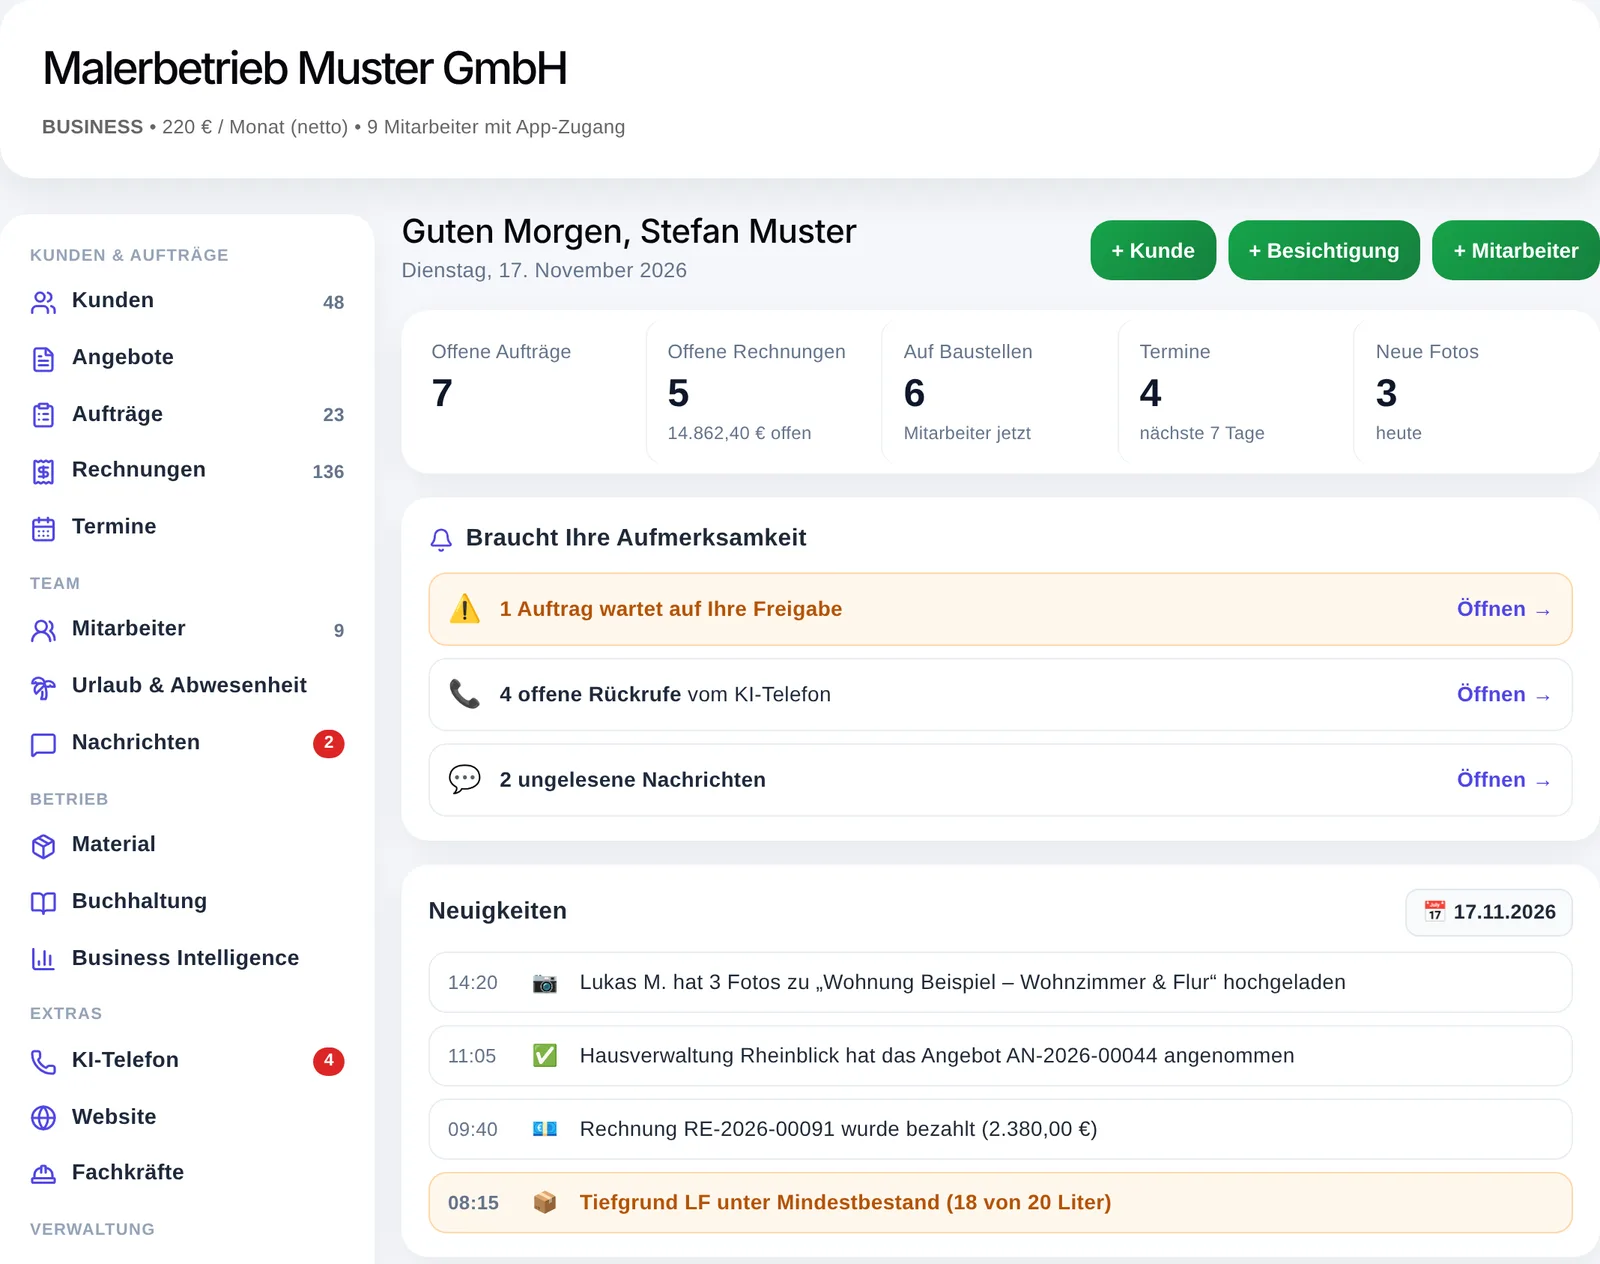 Malerbetrieb Muster GmbH
BUSINESS • 220 € / Monat (netto) • 9 Mitarbeiter mit App-Zugang
KUNDEN & AUFTRÄGE
Kunden 48
Angebote
Aufträge 23
Rechnungen 136
Termine
TEAM
Mitarbeiter 9
Urlaub & Abwesenheit
Nachrichten 2
BETRIEB
Material
Buchhaltung
Business Intelligence
EXTRAS
KI-Telefon 4
Website
Fachkräfte
VERWALTUNG
Guten Morgen, Stefan Muster
Dienstag, 17. November 2026
+ Kunde
+ Besichtigung
+ Mitarbeiter
Offene Aufträge
7
Offene Rechnungen
5
14.862,40 € offen
Auf Baustellen
6
Mitarbeiter jetzt
Termine
4
nächste 7 Tage
Neue Fotos
3
heute
Braucht Ihre Aufmerksamkeit
1 Auftrag wartet auf Ihre Freigabe Öffnen →
4 offene Rückrufe vom KI-Telefon Öffnen →
2 ungelesene Nachrichten Öffnen →
Neuigkeiten
17.11.2026
14:20 Lukas M. hat 3 Fotos zu „Wohnung Beispiel – Wohnzimmer & Flur“ hochgeladen
11:05 Hausverwaltung Rheinblick hat das Angebot AN-2026-00044 angenommen
09:40 Rechnung RE-2026-00091 wurde bezahlt (2.380,00 €)
08:15 Tiefgrund LF unter Mindestbestand (18 von 20 Liter)